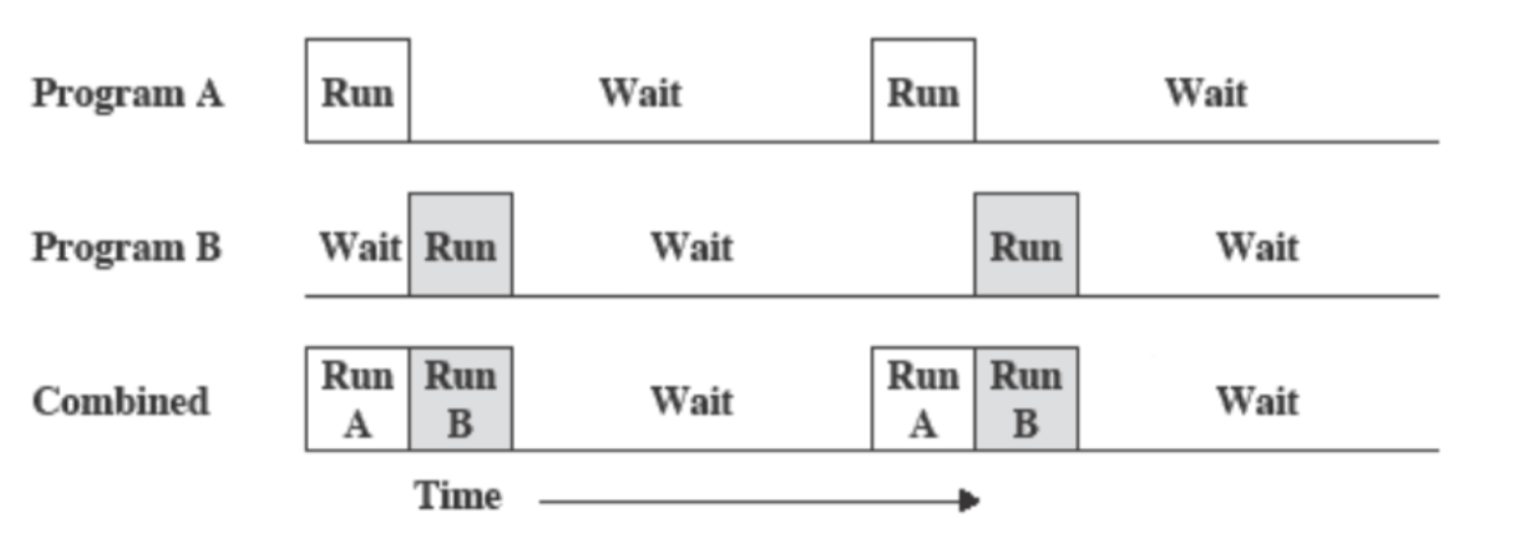 Program A Run Wait Run Wait
Program B Wait Run Wait Run Wait
Combined Run A Run B Wait Run A Run B Wait
Time